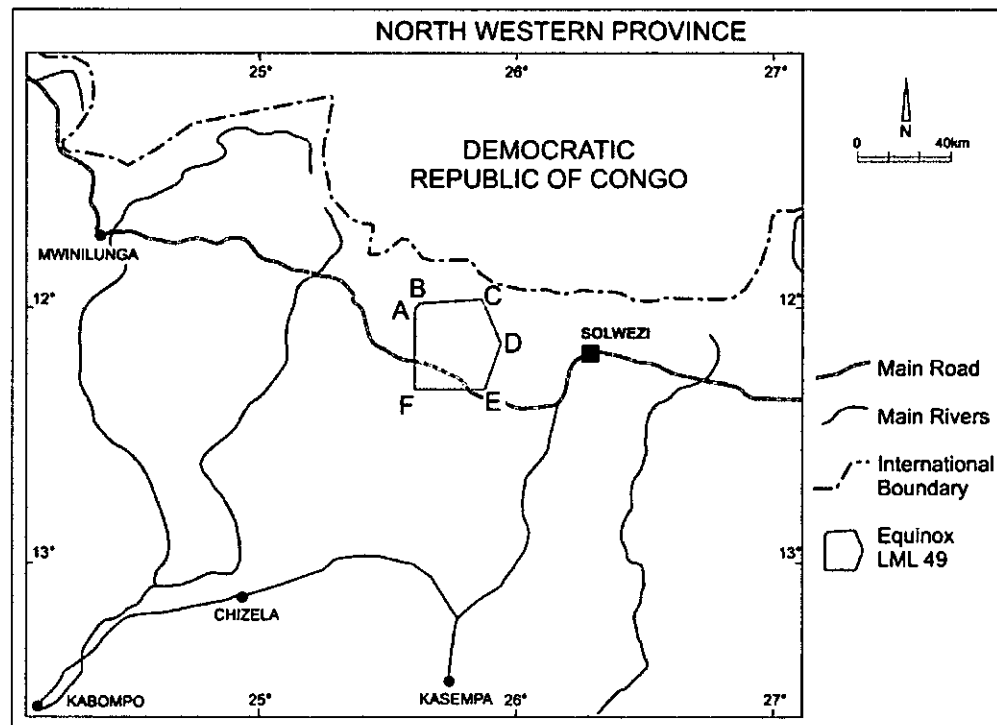 NORTH WESTERN PROVINCE
25° 26° 27°
N
0 40km
DEMOCRATIC
REPUBLIC OF CONGO
MWINILUNGA
12° 12°
B
A
C
D
SOLWEZI
F
E
Main Road
Main Rivers
International
Boundary
Equinox
LML 49
13° 13°
CHIZELA
KABOMPO
KASEMPA
25° 26° 27°